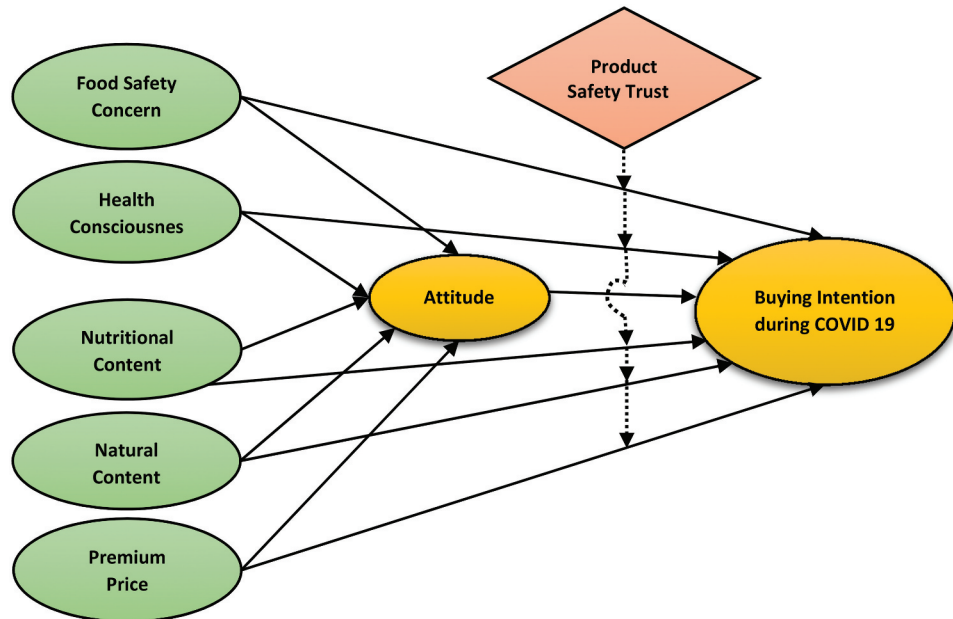 Food Safety
Concern
Product
Safety Trust
Health
Consciousnes
Attitude
Buying Intention
during COVID 19
Nutritional
Content
Natural
Content
Premium
Price